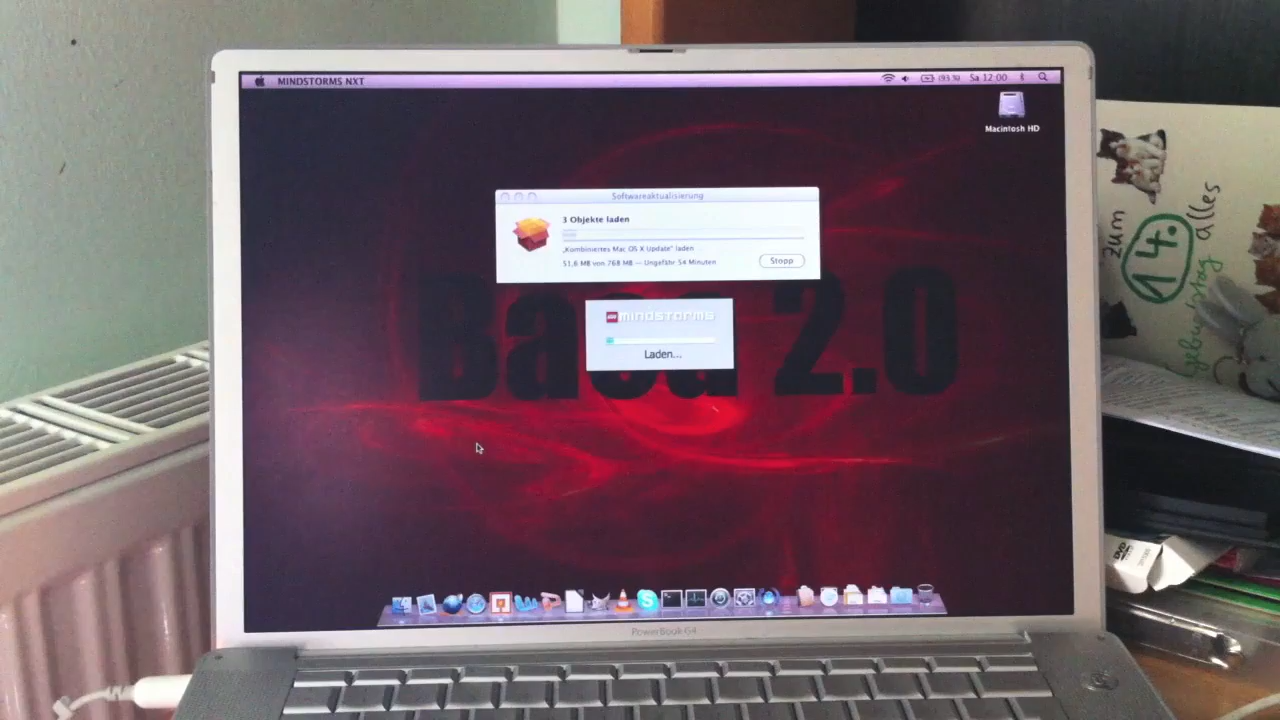 MINDSTORMS NXT
Sa 12:00
Macintosh HD
Softwareaktualisierung
3 Objekte laden
„Kombiniertes Mac OS X Update“ laden
51,6 MB von 768 MB — Ungefähr 54 Minuten
Stopp
mindstorms
Laden...
2.0
PowerBook G4
zum
14.
Geburtstag
alles
DVD